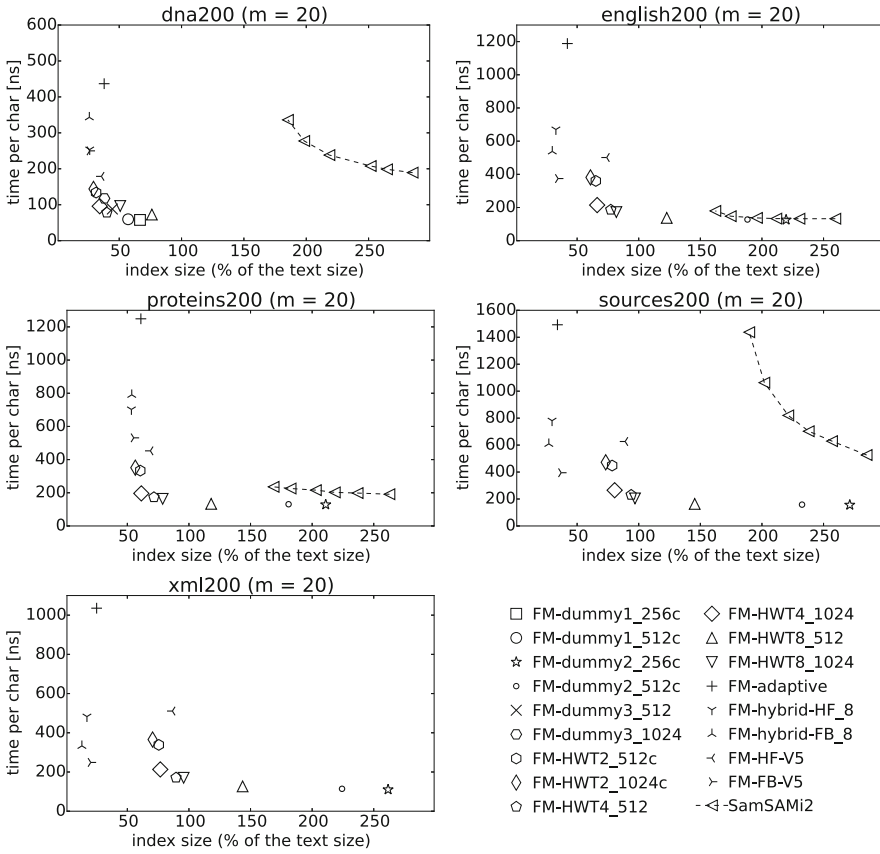 dna200 (m = 20)
600
500
400
300
200
100
0
time per char [ns]
50 100 150 200 250
index size (% of the text size)
english200 (m = 20)
1200
1000
800
600
400
200
0
time per char [ns]
50 100 150 200 250
index size (% of the text size)
proteins200 (m = 20)
1200
1000
800
600
400
200
0
time per char [ns]
50 100 150 200 250
index size (% of the text size)
sources200 (m = 20)
1600
1400
1200
1000
800
600
400
200
0
time per char [ns]
50 100 150 200 250
index size (% of the text size)
xml200 (m = 20)
1000
800
600
400
200
0
time per char [ns]
50 100 150 200 250
index size (% of the text size)
FM-dummy1_256c
FM-dummy1_512c
FM-dummy2_256c
FM-dummy2_512c
FM-dummy3_512
FM-dummy3_1024
FM-HWT2_512c
FM-HWT2_1024c
FM-HWT4_512
FM-HWT4_1024
FM-HWT8_512
FM-HWT8_1024
FM-adaptive
FM-hybrid-HF_8
FM-hybrid-FB_8
FM-HF-V5
FM-FB-V5
SamSAMi2